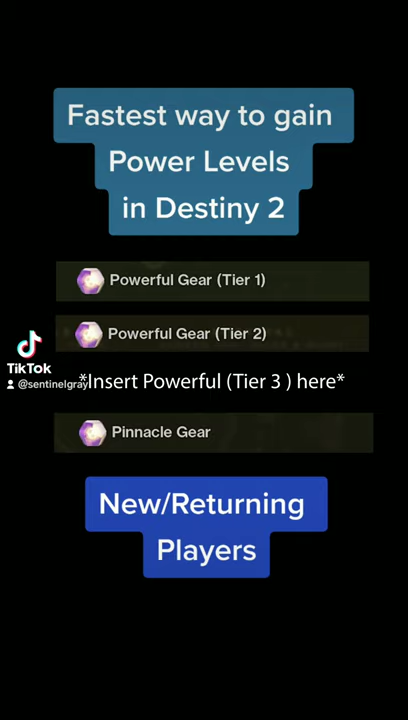 Fastest way to gain
Power Levels
in Destiny 2
Powerful Gear (Tier 1)
Powerful Gear (Tier 2)
TikTok
@sentinelgray
*Insert Powerful (Tier 3 ) here*
Pinnacle Gear
New/Returning
Players